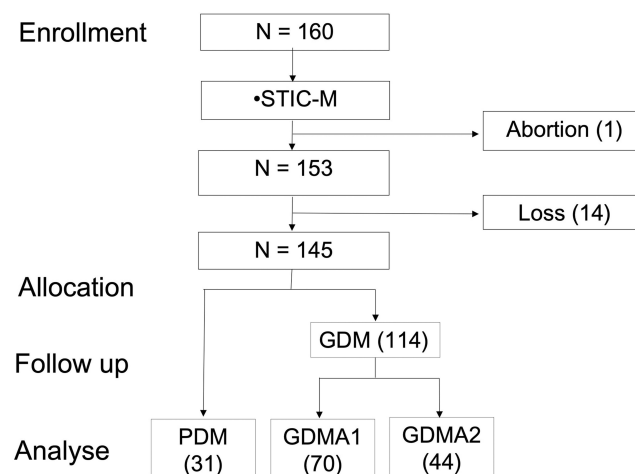 Enrollment
N = 160
•STIC-M
Abortion (1)
N = 153
Loss (14)
N = 145
Allocation
GDM (114)
Follow up
Analyse
PDM
(31)
GDMA1
(70)
GDMA2
(44)